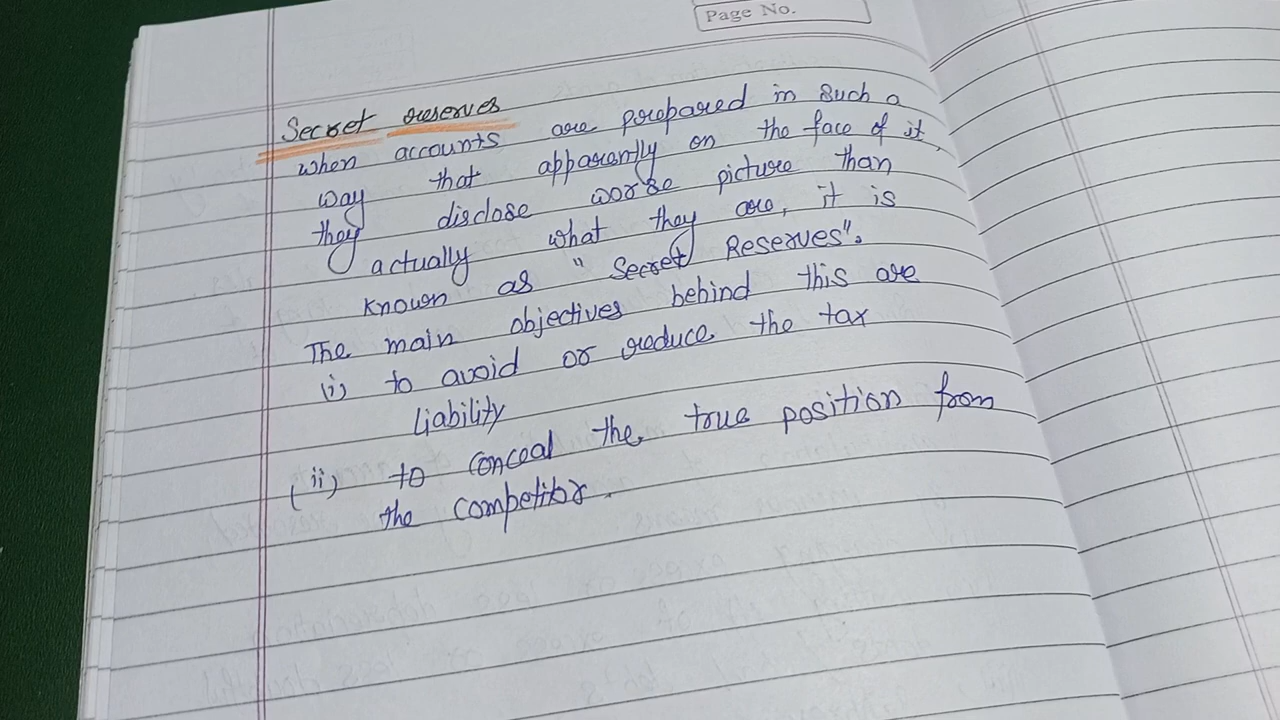 Page No.
Secret reserves
when accounts are prepared in such a
way that apparently on the face of it,
they disclose worse picture than
actually what they are, it is
known as "Secret Reserves".
The main objectives behind this are
(i) to avoid or reduce the tax
liability
(ii) to conceal the true position from
the competitor.